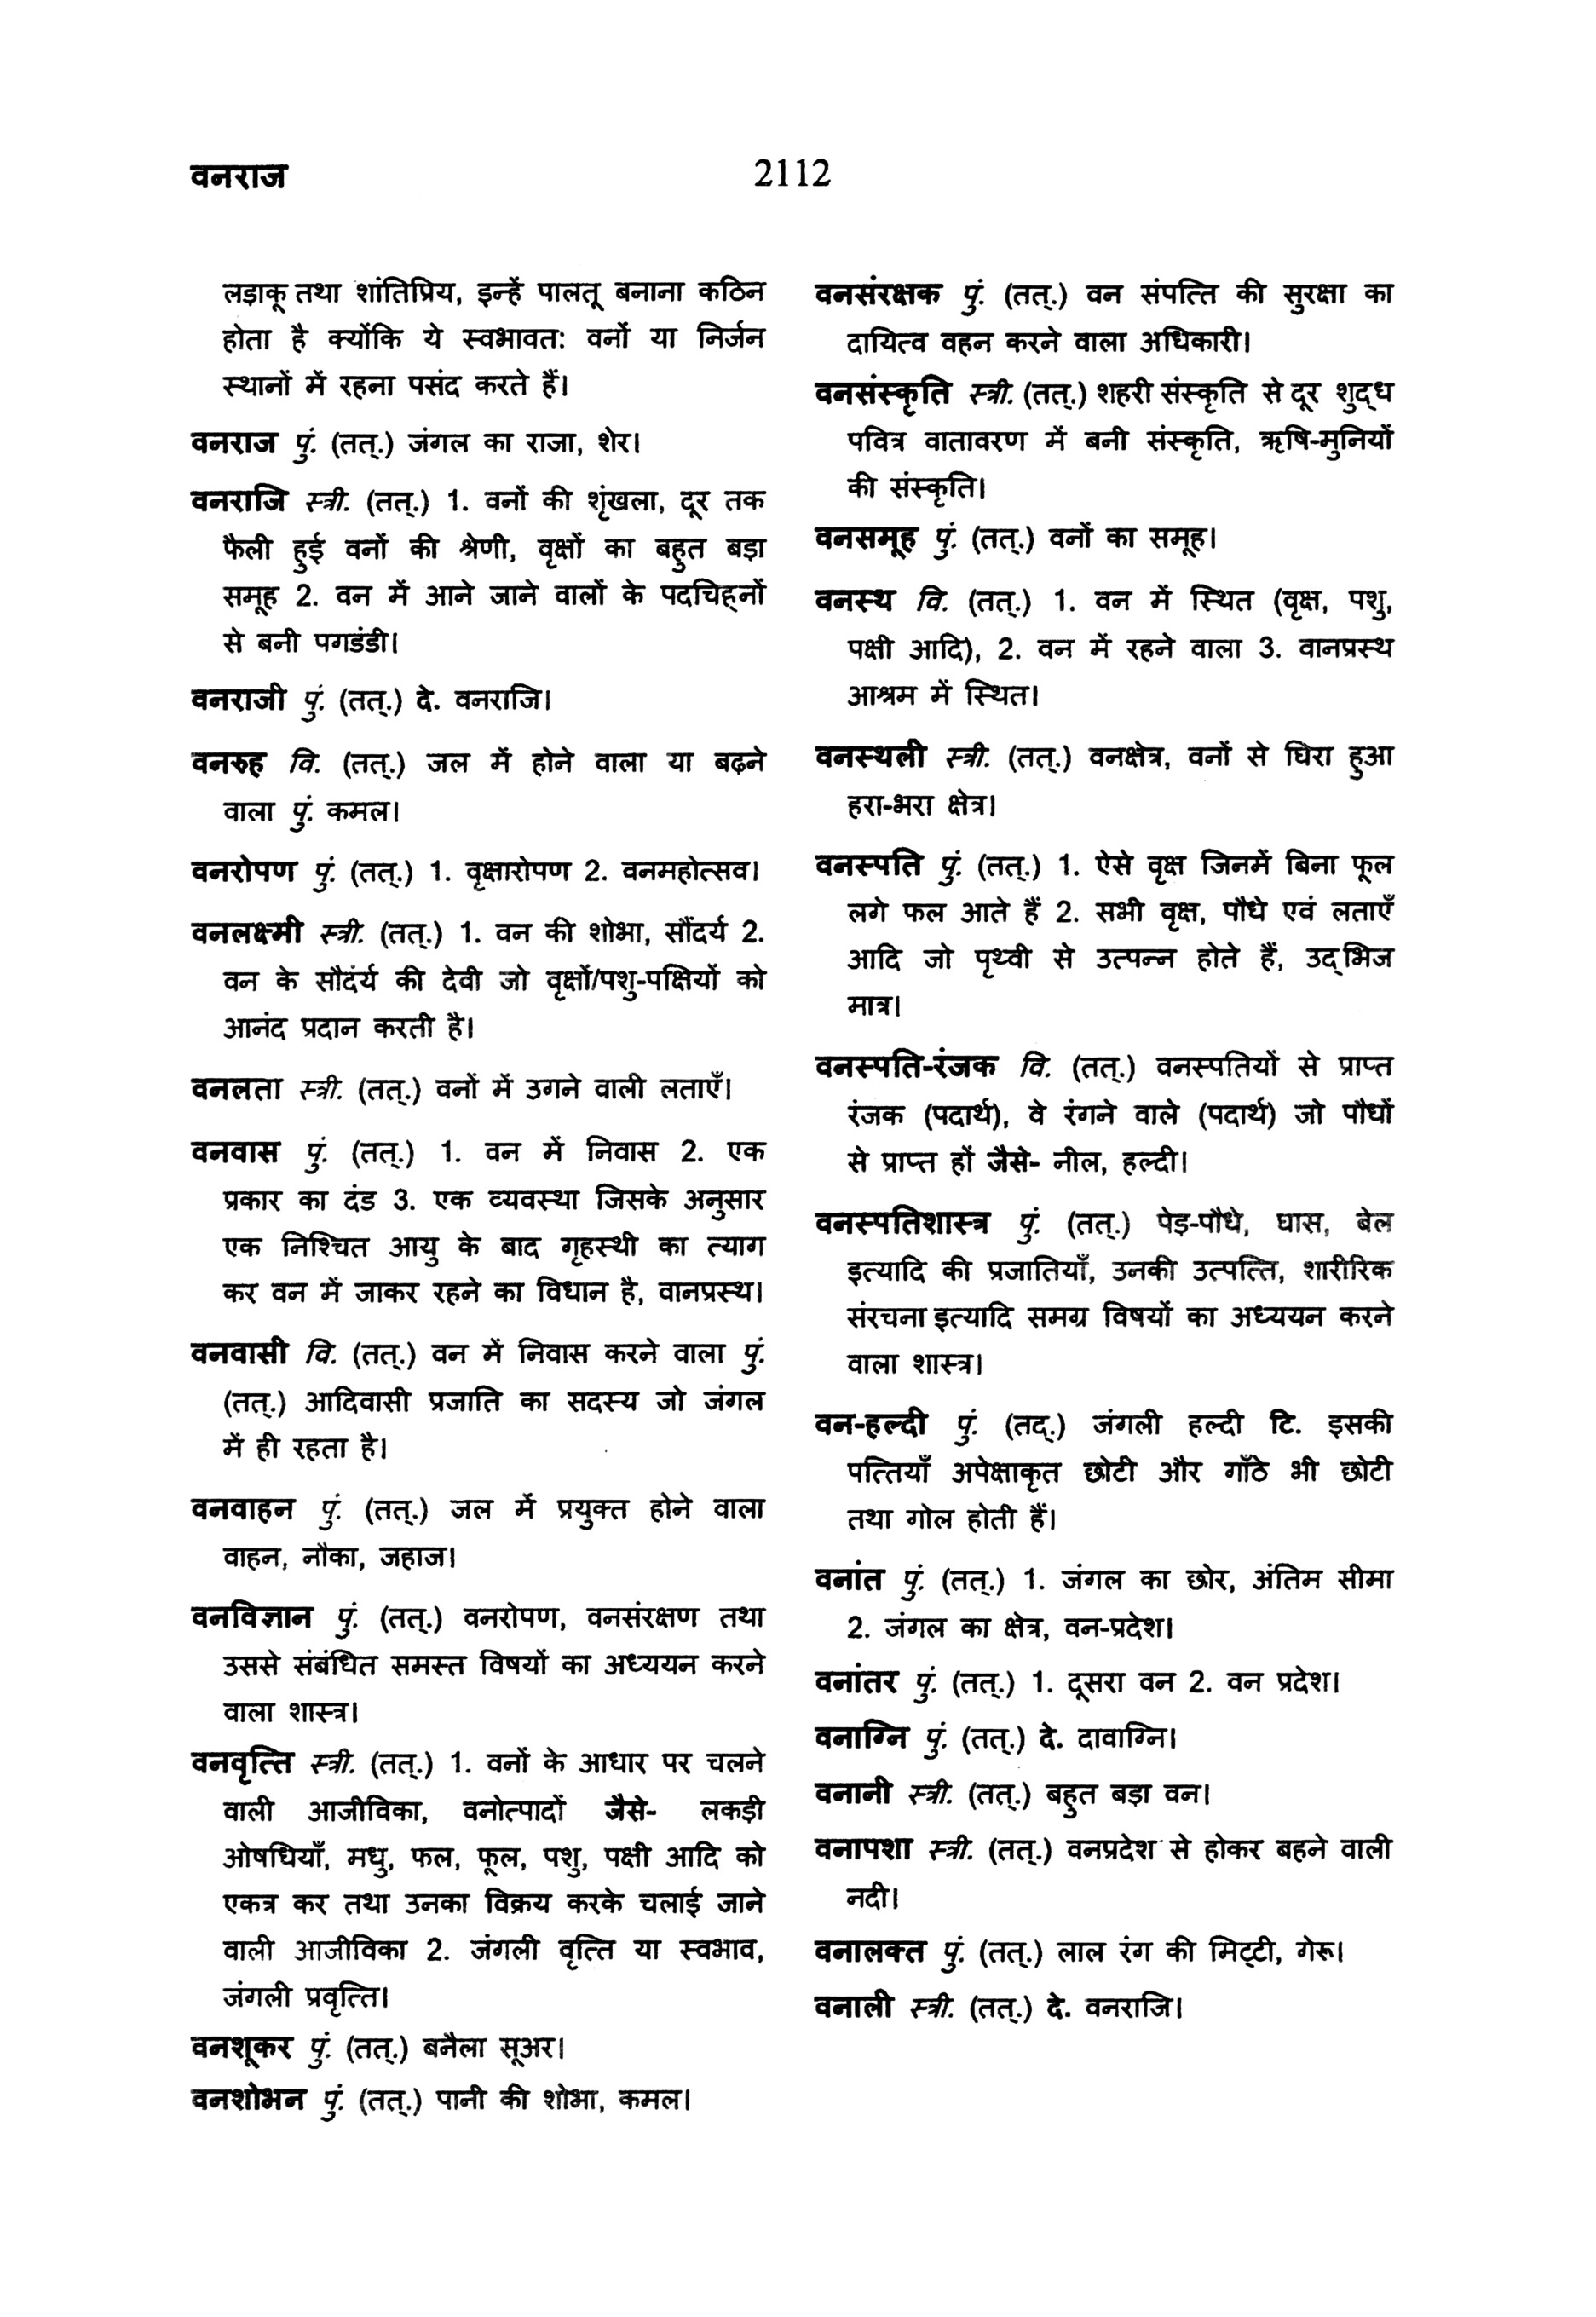 वनराज
2112
लड़ाकू तथा शांतिप्रिय, इन्हें पालतू बनाना कठिन
होता है क्योंकि ये स्वभावत: वनों या निर्जन
स्थानों में रहना पसंद करते हैं।
वनराज पुं. (तत्.) जंगल का राजा, शेर।
वनराजि स्त्री. (तत्.) 1. वनों की शृंखला, दूर तक
फैली हुई वनों की श्रेणी, वृक्षों का बहुत बड़ा
समूह 2. वन में आने जाने वालों के पदचिह्नों
से बनी पगडंडी।
वनराजी पुं. (तत्.) दे. वनराजि।
वनरुह वि. (तत्.) जल में होने वाला या बढ़ने
वाला पुं. कमल।
वनरोपण पुं. (तत्.) 1. वृक्षारोपण 2. वनमहोत्सव।
वनलक्ष्मी स्त्री. (तत्.) 1. वन की शोभा, सौंदर्य 2.
वन के सौदंर्य की देवी जो वृक्षों/पशु-पक्षियों को
आनंद प्रदान करती है।
वनलता स्त्री. (तत्.) वनों में उगने वाली लताएँ।
वनवास पुं. (तत्.) 1. वन में निवास 2. एक
प्रकार का दंड 3. एक व्यवस्था जिसके अनुसार
एक निश्चित आयु के बाद गृहस्थी का त्याग
कर वन में जाकर रहने का विधान है, वानप्रस्थ।
वनवासी वि. (तत्.) वन में निवास करने वाला पुं.
(तत्.) आदिवासी प्रजाति का सदस्य जो जंगल
में ही रहता है।
वनवाहन पुं. (तत्.) जल में प्रयुक्त होने वाला
वाहन, नौका, जहाज।
वनविज्ञान पुं. (तत्.) वनरोपण, वनसंरक्षण तथा
उससे संबंधित समस्त विषयों का अध्ययन करने
वाला शास्त्र।
वनवृत्ति स्त्री. (तत्.) 1. वनों के आधार पर चलने
वाली आजीविका, वनोत्पादों जैसे- लकड़ी
ओषधियाँ, मधु, फल, फूल, पशु, पक्षी आदि को
एकत्र कर तथा उनका विक्रय करके चलाई जाने
वाली आजीविका 2. जंगली वृत्ति या स्वभाव,
जंगली प्रवृत्ति।
वनशूकर पुं. (तत्.) बनैला सूअर।
वनशोभन पुं. (तत्.) पानी की शोभा, कमल।
वनसंरक्षक पुं. (तत्.) वन संपत्ति की सुरक्षा का
दायित्व वहन करने वाला अधिकारी।
वनसंस्कृति स्त्री. (तत्.) शहरी संस्कृति से दूर शुद्ध
पवित्र वातावरण में बनी संस्कृति, ऋषि-मुनियों
की संस्कृति।
वनसमूह पुं. (तत्.) वनों का समूह।
वनस्थ वि. (तत्.) 1. वन में स्थित (वृक्ष, पशु,
पक्षी आदि), 2. वन में रहने वाला 3. वानप्रस्थ
आश्रम में स्थित।
वनस्थली स्त्री. (तत्.) वनक्षेत्र, वनों से घिरा हुआ
हरा-भरा क्षेत्र।
वनस्पति पुं. (तत्.) 1. ऐसे वृक्ष जिनमें बिना फूल
लगे फल आते हैं 2. सभी वृक्ष, पौधे एवं लताएँ
आदि जो पृथ्वी से उत्पन्न होते हैं, उद्भिज
मात्र।
वनस्पति-रंजक वि. (तत्.) वनस्पतियों से प्राप्त
रंजक (पदार्थ), वे रंगने वाले (पदार्थ) जो पौधों
से प्राप्त हों जैसे- नील, हल्दी।
वनस्पतिशास्त्र पुं. (तत्.) पेड़-पौधे, घास, बेल
इत्यादि की प्रजातियाँ, उनकी उत्पत्ति, शारीरिक
संरचना इत्यादि समग्र विषयों का अध्ययन करने
वाला शास्त्र।
वन-हल्दी पुं. (तद्.) जंगली हल्दी टि. इसकी
पत्तियाँ अपेक्षाकृत छोटी और गाँठे भी छोटी
तथा गोल होती हैं।
वनांत पुं. (तत्.) 1. जंगल का छोर, अंतिम सीमा
2. जंगल का क्षेत्र, वन-प्रदेश।
वनांतर पुं. (तत्.) 1. दूसरा वन 2. वन प्रदेश।
वनाग्नि पुं. (तत्.) दे. दावाग्नि।
वनानी स्त्री. (तत्.) बहुत बड़ा वन।
वनापशा स्त्री. (तत्.) वनप्रदेश से होकर बहने वाली
नदी।
वनालक्त पुं. (तत्.) लाल रंग की मिट्टी, गेरू।
वनाली स्त्री. (तत्.) दे. वनराजि।